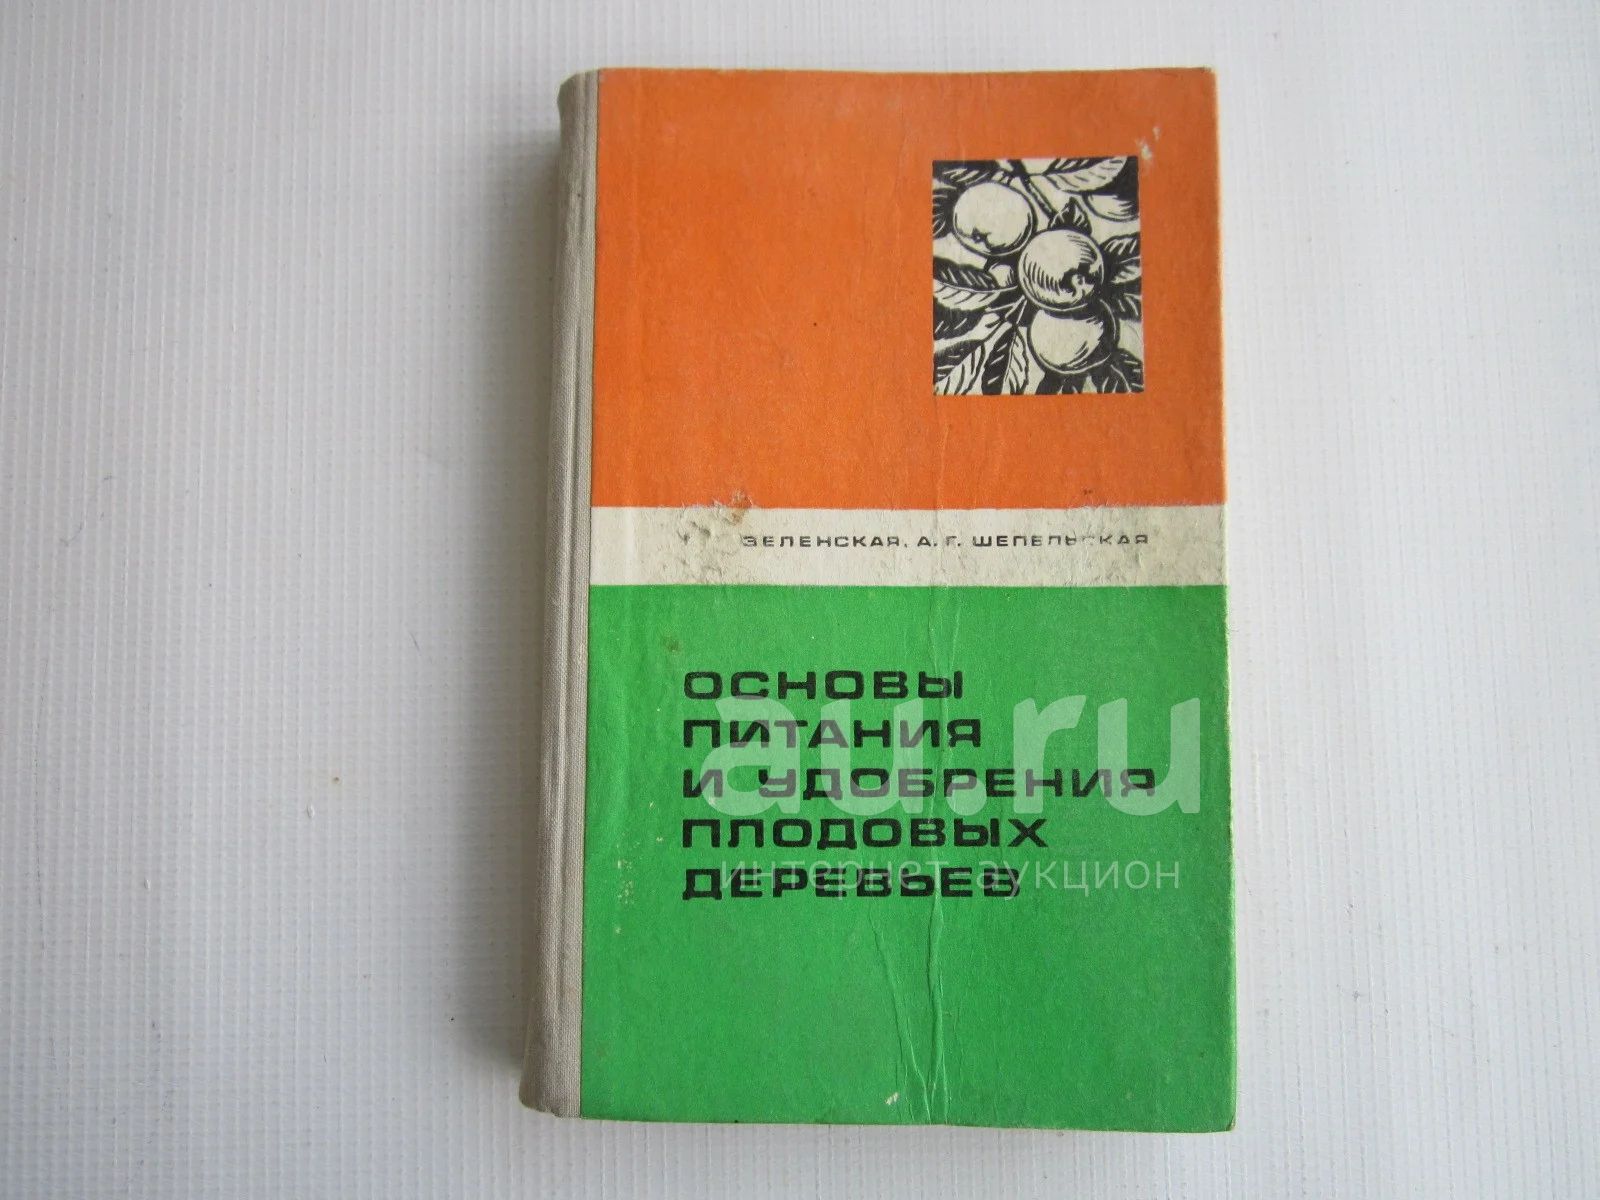 ЗЕЛЕНСКАЯ, А. Г. ШЕПЕЛЬСКАЯ
ОСНОВЫ
ПИТАНИЯ
И УДОБРЕНИЯ
ПЛОДОВЫХ
ДЕРЕВЬЕВ
au.ru
интернет аукцион